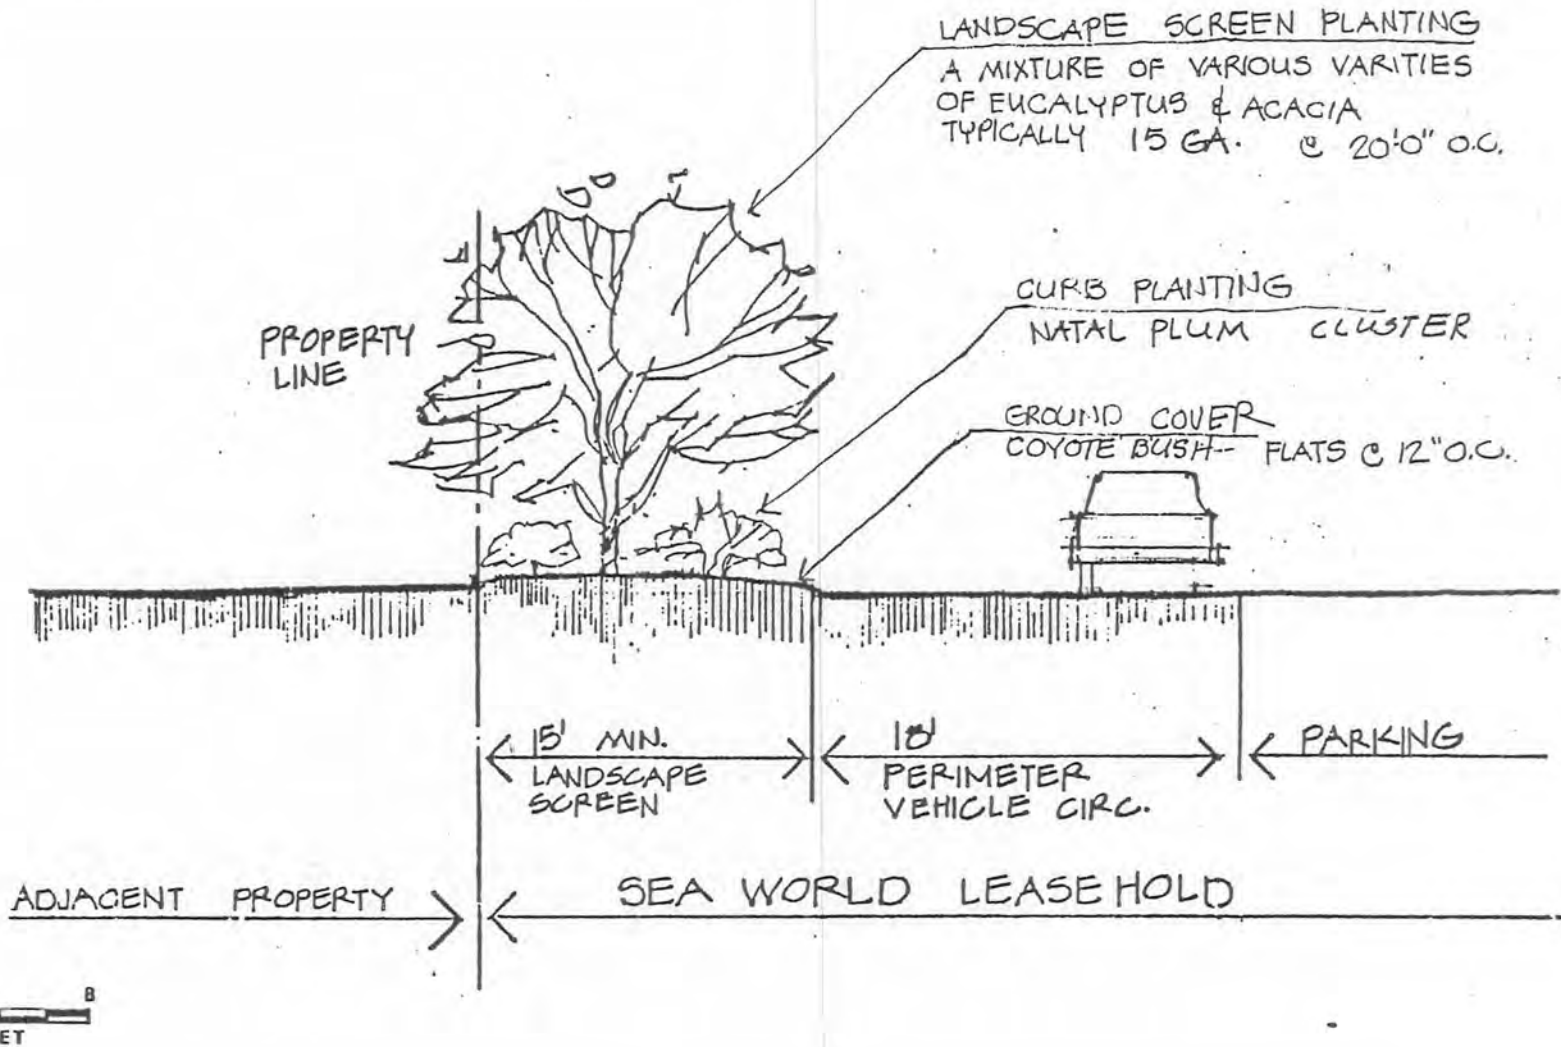 LANDSCAPE SCREEN PLANTING
A MIXTURE OF VARIOUS VARITIES
OF EUCALYPTUS & ACACIA
TYPICALLY 15 GA. @ 20'0" O.C.
CURB PLANTING
NATAL PLUM CLUSTER
PROPERTY
LINE
GROUND COVER
COYOTE BUSH-- FLATS @ 12" O.C.
15' MIN.
LANDSCAPE
SCREEN
18'
PERIMETER
VEHICLE CIRC.
PARKING
ADJACENT PROPERTY
SEA WORLD LEASEHOLD
8
ET